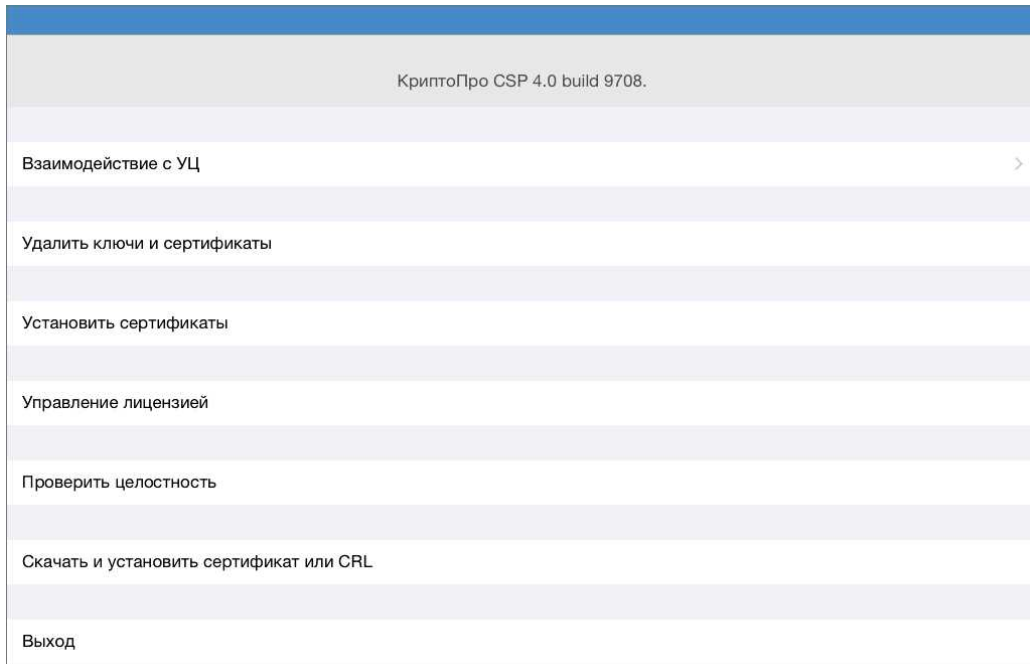 КриптоПро CSP 4.0 build 9708.
Взаимодействие с УЦ
Удалить ключи и сертификаты
Установить сертификаты
Управление лицензией
Проверить целостность
Скачать и установить сертификат или CRL
Выход